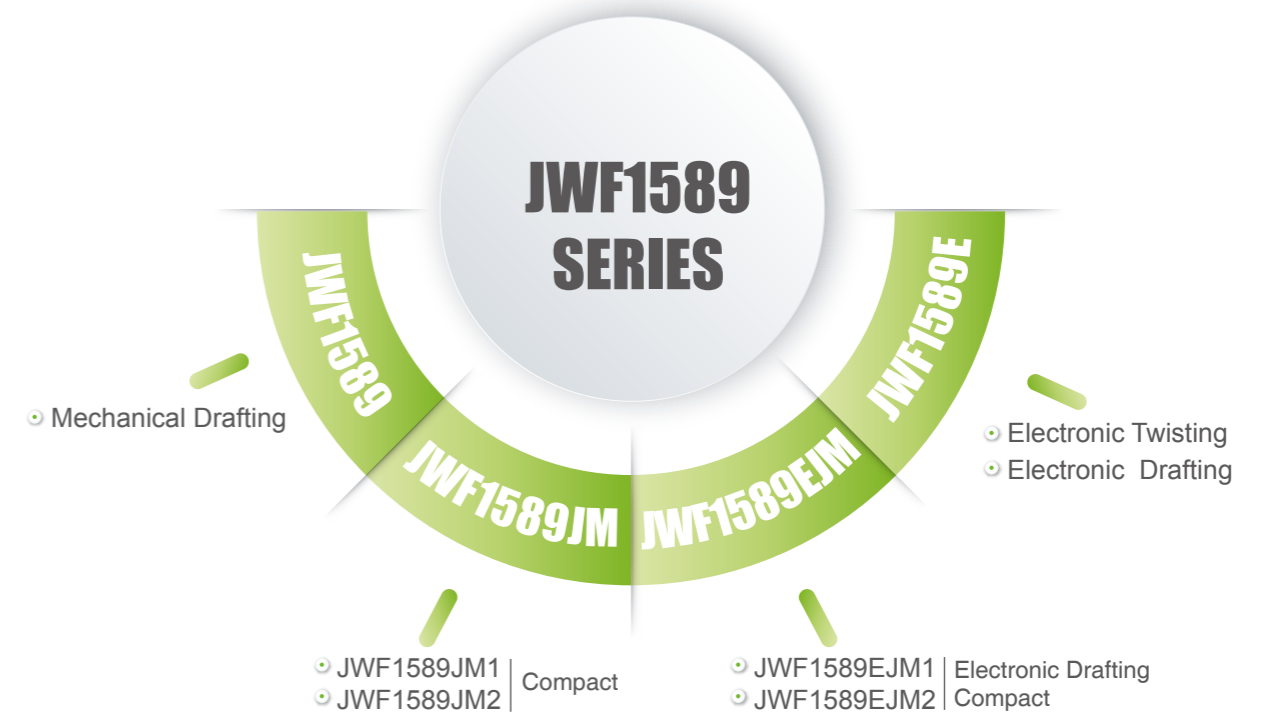 JWF1589
SERIES
JWF1589
JWF1589JM
JWF1589EJM
JWF1589E
Mechanical Drafting
Electronic Twisting
Electronic Drafting
JWF1589JM1
JWF1589JM2
Compact
JWF1589EJM1
JWF1589EJM2
Electronic Drafting
Compact